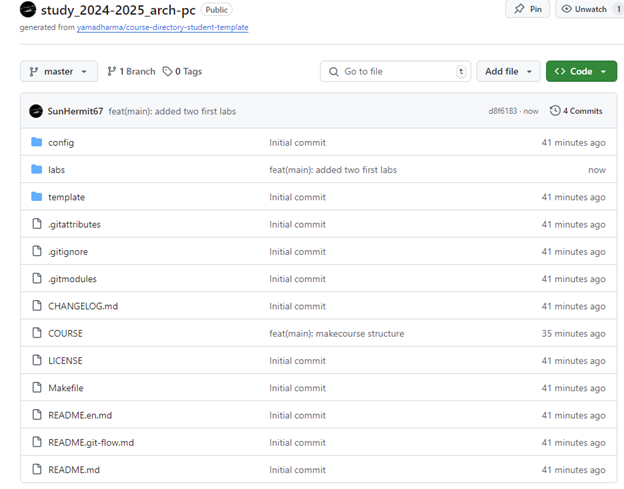 study_2024-2025_arch-pc Public Pin Unwatch 1
generated from yamadharma/course-directory-student-template
master 1 Branch 0 Tags Go to file t Add file Code
SunHermit67 feat(main): added two first labs d8f6183 · now 4 Commits
config Initial commit 41 minutes ago
labs feat(main): added two first labs now
template Initial commit 41 minutes ago
.gitattributes Initial commit 41 minutes ago
.gitignore Initial commit 41 minutes ago
.gitmodules Initial commit 41 minutes ago
CHANGELOG.md Initial commit 41 minutes ago
COURSE feat(main): makecourse structure 35 minutes ago
LICENSE Initial commit 41 minutes ago
Makefile Initial commit 41 minutes ago
README.en.md Initial commit 41 minutes ago
README.git-flow.md Initial commit 41 minutes ago
README.md Initial commit 41 minutes ago